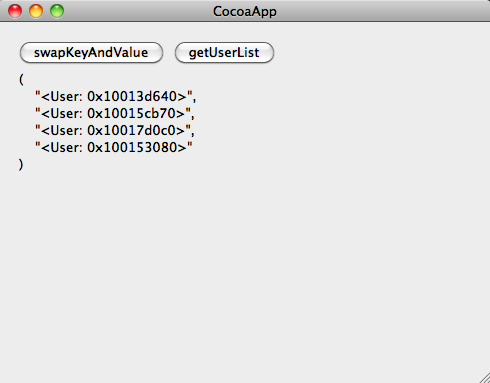 CocoaApp
swapKeyAndValue getUserList
(
"<User: 0x10013d640>",
"<User: 0x10015cb70>",
"<User: 0x10017d0c0>",
"<User: 0x100153080>"
)